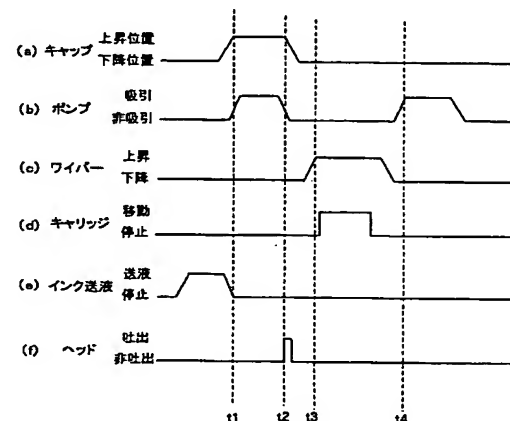 (a) キャップ 上昇位置
下降位置
(b) ポンプ 吸引
非吸引
(c) ワイパー 上昇
下降
(d) キャリッジ 移動
停止
(e) インク送液 送液
停止
(f) ヘッド 吐出
非吐出
t1 t2 t3 t4